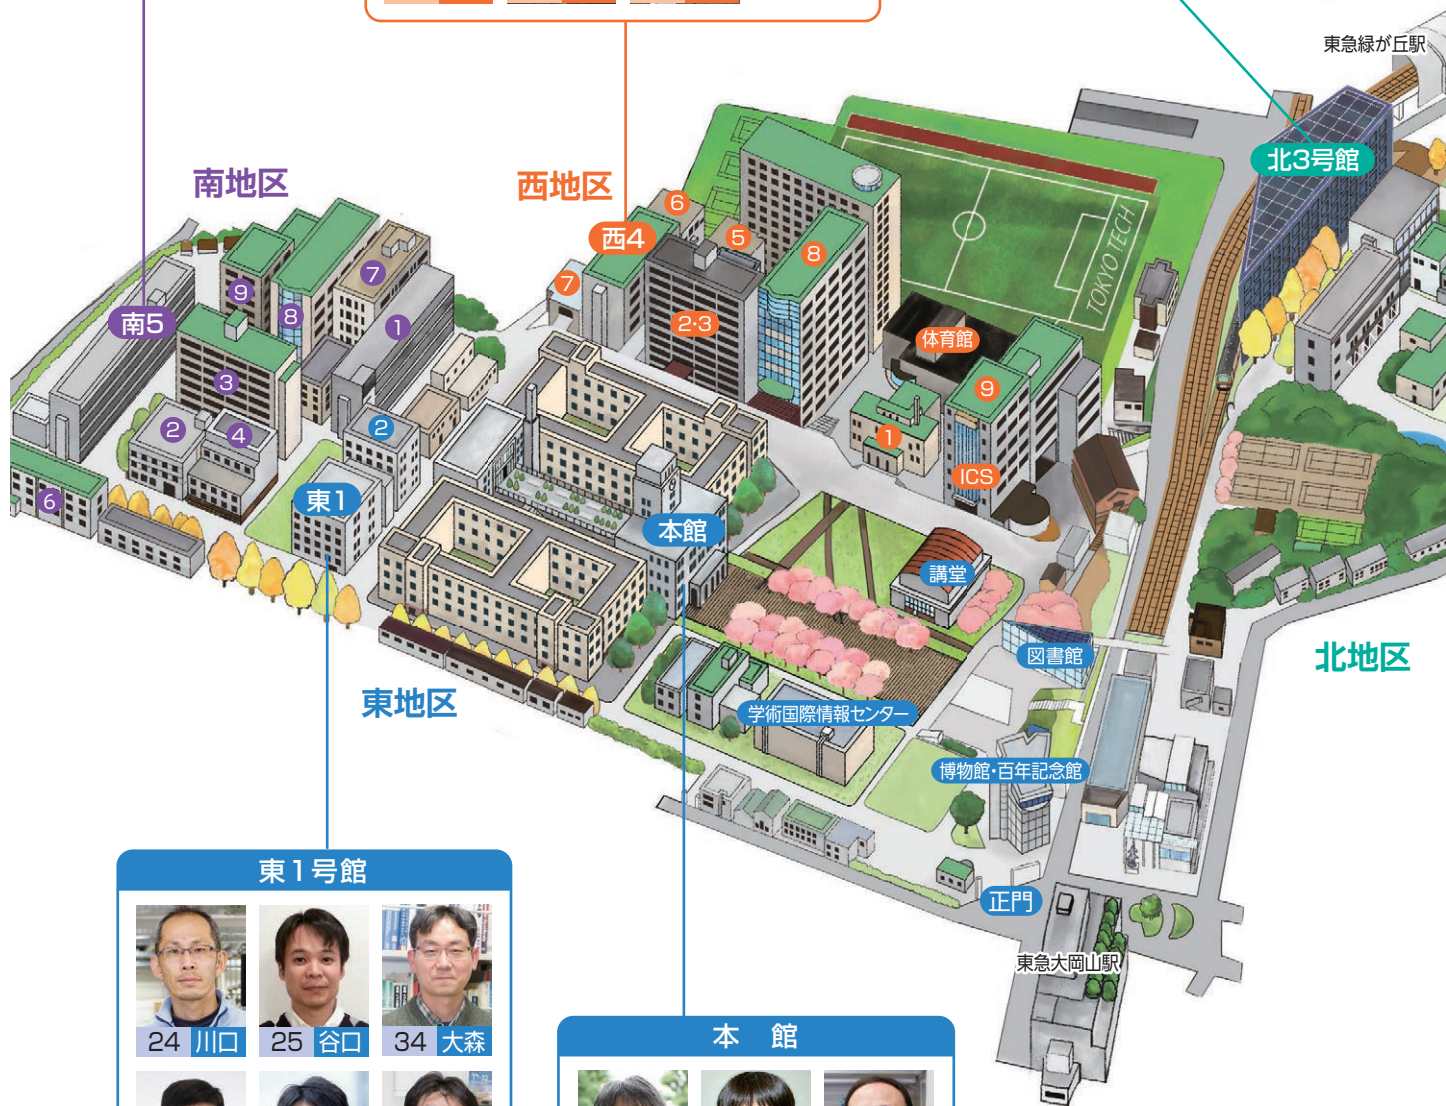 東急緑が丘駅
北3号館
南地区
西地区
6
西4
5
8
7
9
7
8
1
南5
2・3
TOKYO TECH
体育館
3
9
2
4
2
1
ICS
6
東1
本館
講堂
図書館
北地区
東地区
学術国際情報センター
博物館・百年記念館
正門
東急大岡山駅
東1号館
24 川口
25 谷口
34 大森
本 館